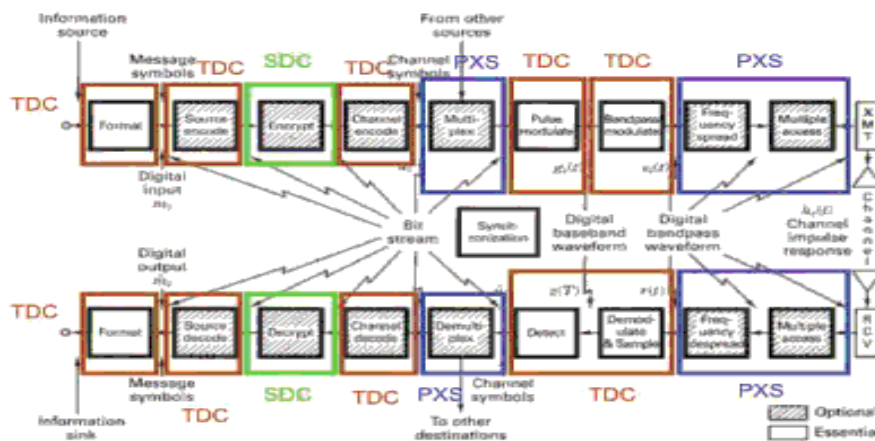 Information
source
From other
sources
Message
symbols
TDC
SDC
TDC
Channel
symbols
PXS
TDC
TDC
PXS
TDC
Format
Source
encode
Encrypt
Channel
encode
Multi-
plex
Pulse
modulate
Bandpass
modulate
Freq-
uency
spread
Multiple
access
X
M
T
Digital
input
Bit
stream
Synch-
ronization
Digital
baseband
waveform
Digital
bandpass
waveform
Channel
impulse
response
C
h
a
n
n
e
l
Digital
output
TDC
Format
Source
decode
Decrypt
Channel
decode
Demulti-
plex
Detect
Demod-
ulate
& Sample
Freq-
uency
despread
Multiple
access
R
C
V
Message
symbols
TDC
SDC
TDC
PXS
Channel
symbols
TDC
PXS
Information
sink
To other
destinations
Optional
Essential